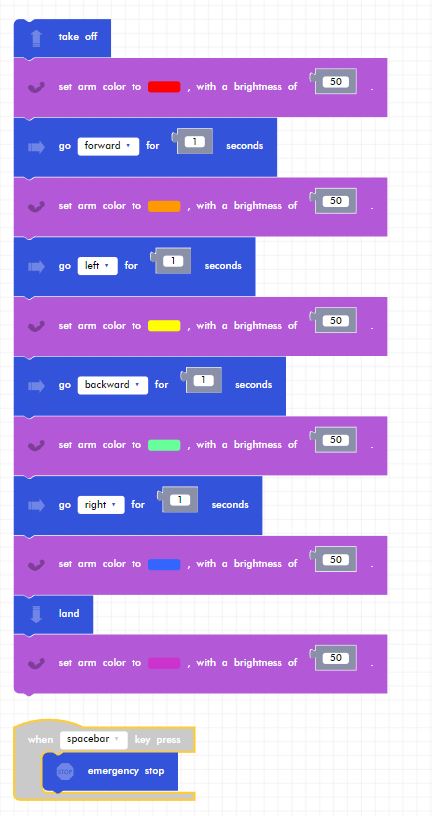 take off
set arm color to , with a brightness of 50 .
go forward for 1 seconds
set arm color to , with a brightness of 50 .
go left for 1 seconds
set arm color to , with a brightness of 50 .
go backward for 1 seconds
set arm color to , with a brightness of 50 .
go right for 1 seconds
set arm color to , with a brightness of 50 .
land
set arm color to , with a brightness of 50 .
when spacebar key press
STOP emergency stop